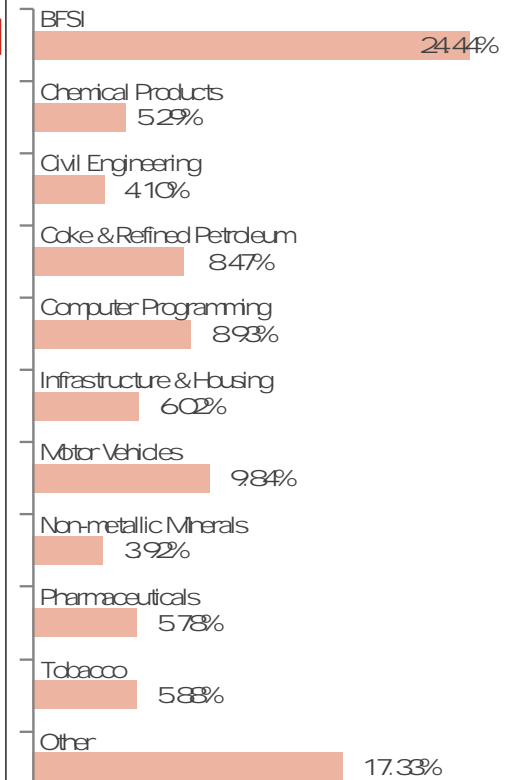 BFSI
24.44%
Chemical Products
5.29%
Civil Engineering
4.10%
Coke & Refined Petroleum
8.47%
Computer Programming
8.93%
Infrastructure & Housing
6.02%
Motor Vehicles
9.84%
Non-metallic Minerals
3.92%
Pharmaceuticals
5.78%
Tobacco
5.88%
Other
17.33%